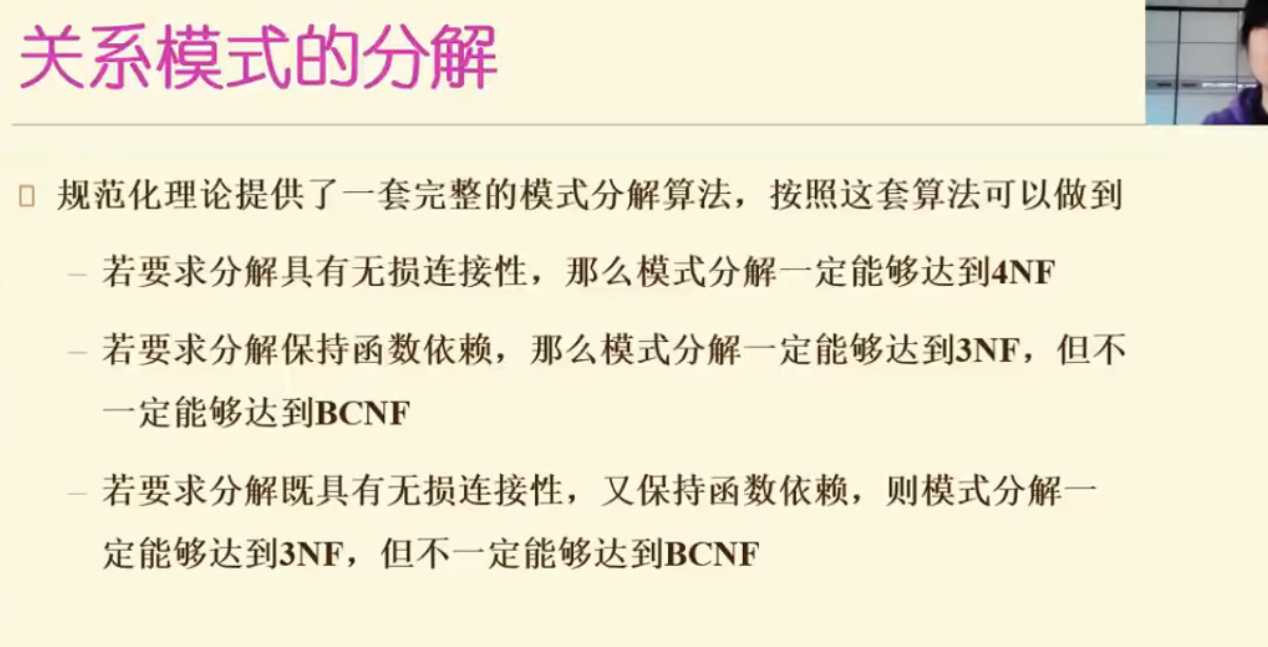 关系模式的分解
规范化理论提供了一套完整的模式分解算法，按照这套算法可以做到
– 若要求分解具有无损连接性，那么模式分解一定能够达到4NF
– 若要求分解保持函数依赖，那么模式分解一定能够达到3NF，但不
一定能够达到BCNF
– 若要求分解既具有无损连接性，又保持函数依赖，则模式分解一
定能够达到3NF，但不一定能够达到BCNF